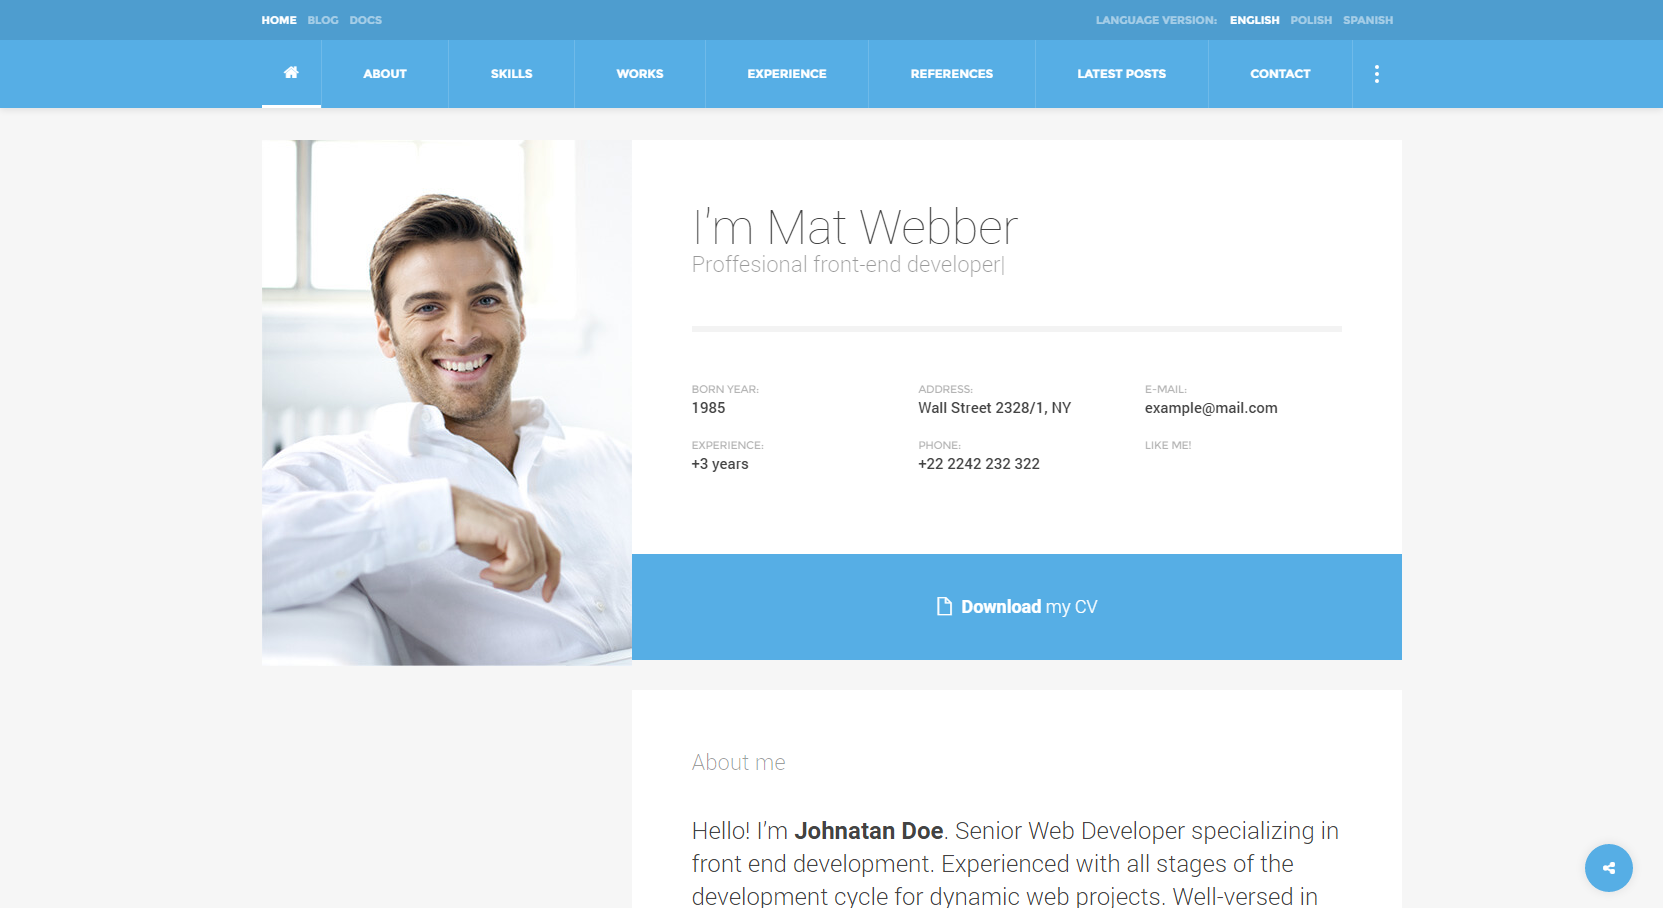 HOME BLOG DOCS LANGUAGE VERSION: ENGLISH POLISH SPANISH
ABOUT SKILLS WORKS EXPERIENCE REFERENCES LATEST POSTS CONTACT
I'm Mat Webber
Proffesional front-end developer|
BORN YEAR: ADDRESS: E-MAIL:
1985 Wall Street 2328/1, NY example@mail.com
EXPERIENCE: PHONE: LIKE ME!
+3 years +22 2242 232 322
Download my CV
About me
Hello! I'm Johnatan Doe. Senior Web Developer specializing in
front end development. Experienced with all stages of the
development cycle for dynamic web projects. Well-versed in